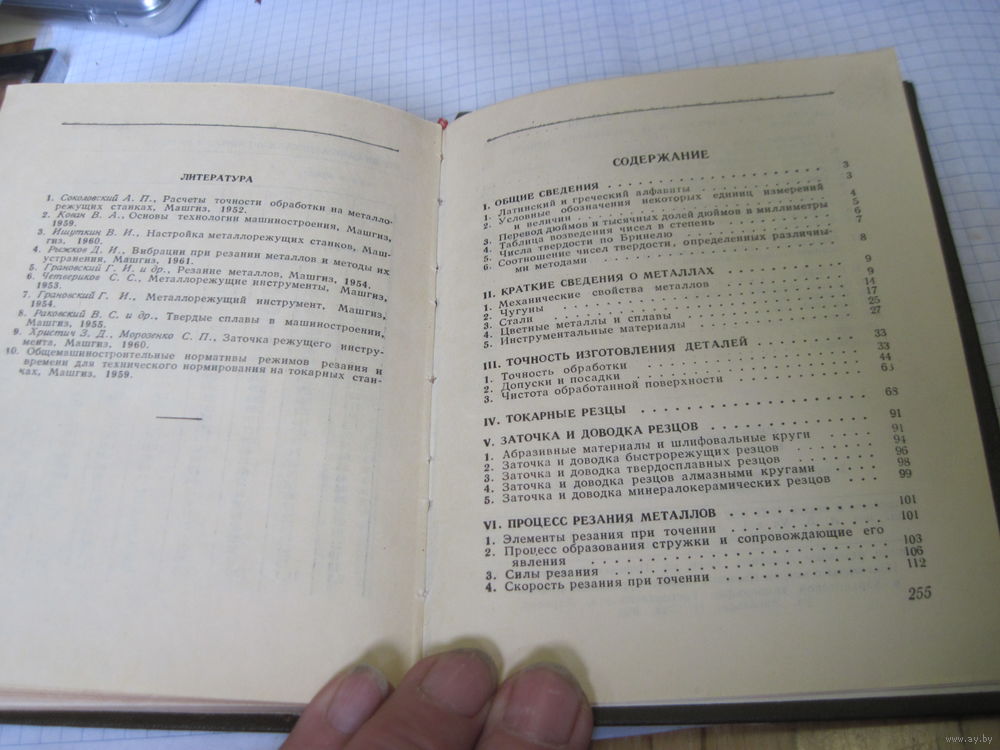 ЛИТЕРАТУРА
1. Соколовский А. П., Расчеты точности обработки на металло-
режущих станках, Машгиз. 1952.
2. Кован В. А., Основы технологии машиностроения, Машгиз,
1959.
3. Ищуткин В. И., Настройка металлорежущих станков, Маш-
гиз. 1960.
4. Рыжков Д. И., Вибрации при резании металлов и методы их
устранения, Машгиз, 1961.
5. Грановский Г. И. и др., Резание металлов, Машгиз, 1954.
6. Четвериков С. С., Металлорежущие инструменты, Машгиз,
1953.
7. Грановский Г. И., Металлорежущий инструмент, Машгиз,
1954.
8. Раковский В. С. и др., Твердые сплавы в машиностроении,
Машгиз, 1955.
9. Христич З. Д., Морозенко С. П., Заточка режущего инстру-
мента. Машгиз. 1960.
10. Общемашиностроительные нормативы режимов резания и
времени для технического нормирования на токарных стан-
ках, Машгиз. 1959.
СОДЕРЖАНИЕ
I. ОБЩИЕ СВЕДЕНИЯ 3
1. Латинский и греческий алфавиты 3
2. Условные обозначения некоторых единиц измерений
и величин 4
3. Перевод дюймов и тысячных долей дюймов в миллиметры 5
4. Таблица возведения чисел в степень 6
5. Числа твердости по Бринелю 7
6. Соотношение чисел твердости, определенных различны-
ми методами 8
II. КРАТКИЕ СВЕДЕНИЯ О МЕТАЛЛАХ 9
1. Механические свойства металлов 9
2. Чугуны 14
3. Стали 17
4. Цветные металлы и сплавы 25
5. Инструментальные материалы 27
III. ТОЧНОСТЬ ИЗГОТОВЛЕНИЯ ДЕТАЛЕЙ 33
1. Точность обработки 33
2. Допуски и посадки 44
3. Чистота обработанной поверхности 63
IV. ТОКАРНЫЕ РЕЗЦЫ 68
V. ЗАТОЧКА И ДОВОДКА РЕЗЦОВ 91
1. Абразивные материалы и шлифовальные круги 91
2. Заточка и доводка быстрорежущих резцов 94
3. Заточка и доводка твердосплавных резцов 96
4. Заточка и доводка резцов алмазными кругами 98
5. Заточка и доводка минералокерамических резцов 99
VI. ПРОЦЕСС РЕЗАНИЯ МЕТАЛЛОВ 101
1. Элементы резания при точении 101
2. Процесс образования стружки и сопровождающие его
явления 103
3. Силы резания 106
4. Скорость резания при точении 112
255
www.ay.by